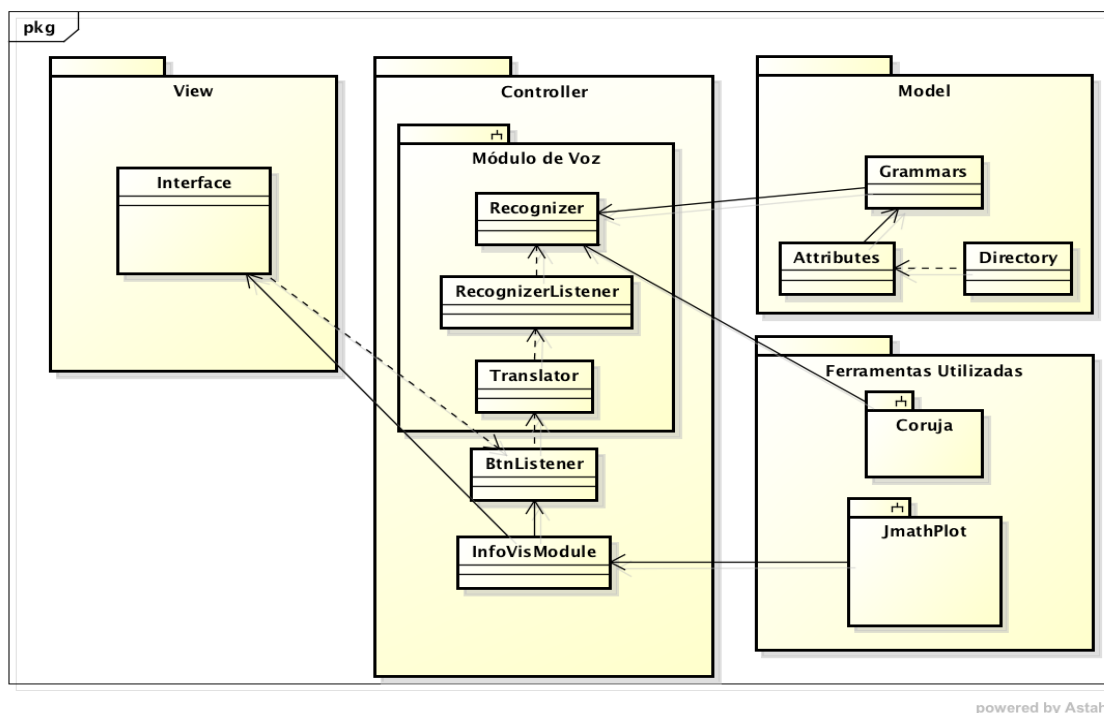 pkg
View
Interface
Controller
Módulo de Voz
Recognizer
RecognizerListener
Translator
BtnListener
InfoVisModule
Model
Grammars
Attributes
Directory
Ferramentas Utilizadas
Coruja
JmathPlot
powered by Astah